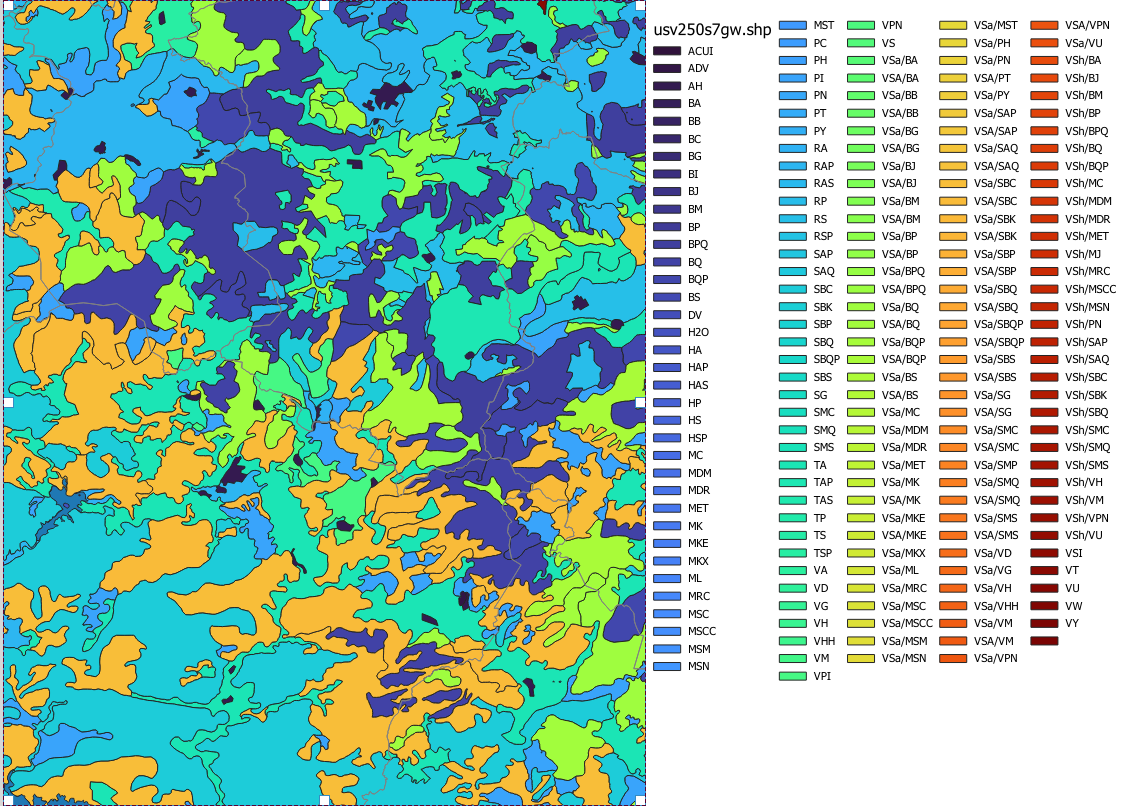 usv250s7gw.shp
ACUI
ADV
AH
BA
BB
BC
BG
BI
BJ
BM
BP
BPQ
BQ
BQP
BS
DV
H2O
HA
HAP
HAS
HP
HS
HSP
MC
MDM
MDR
MET
MK
MKE
MKX
ML
MRC
MSC
MSCC
MSM
MSN
MST
PC
PH
PI
PN
PT
PY
RA
RAP
RAS
RP
RS
RSP
SAP
SAQ
SBC
SBK
SBP
SBQ
SBQP
SBS
SG
SMC
SMQ
SMS
TA
TAP
TAS
TP
TS
TSP
VA
VD
VG
VH
VHH
VM
VPI
VPN
VS
VSa/BA
VSA/BA
VSa/BB
VSA/BB
VSa/BG
VSA/BG
VSa/BJ
VSA/BJ
VSa/BM
VSA/BM
VSa/BP
VSA/BP
VSa/BPQ
VSA/BPQ
VSa/BQ
VSA/BQ
VSa/BQP
VSA/BQP
VSa/BS
VSA/BS
VSa/MC
VSa/MDM
VSa/MDR
VSa/MET
VSa/MK
VSA/MK
VSa/MKE
VSA/MKE
VSa/MKX
VSa/ML
VSa/MRC
VSa/MSC
VSa/MSCC
VSa/MSM
VSa/MSN
VSa/MST
VSa/PH
VSa/PN
VSA/PT
VSa/PY
VSa/SAP
VSA/SAP
VSa/SAQ
VSA/SAQ
VSa/SBC
VSA/SBC
VSa/SBK
VSA/SBK
VSa/SBP
VSA/SBP
VSa/SBQ
VSA/SBQ
VSa/SBQP
VSA/SBQP
VSa/SBS
VSA/SBS
VSa/SG
VSA/SG
VSa/SMC
VSA/SMC
VSa/SMP
VSa/SMQ
VSA/SMQ
VSa/SMS
VSA/SMS
VSa/VD
VSa/VG
VSa/VH
VSa/VHH
VSa/VM
VSA/VM
VSa/VPN
VSA/VPN
VSa/VU
VSh/BA
VSh/BJ
VSh/BM
VSh/BP
VSh/BPQ
VSh/BQ
VSh/BQP
VSh/MC
VSh/MDM
VSh/MDR
VSh/MET
VSh/MJ
VSh/MRC
VSh/MSCC
VSh/MSN
VSh/PN
VSh/SAP
VSh/SAQ
VSh/SBC
VSh/SBK
VSh/SBQ
VSh/SMC
VSh/SMQ
VSh/SMS
VSh/VH
VSh/VM
VSh/VPN
VSh/VU
VSI
VT
VU
VW
VY